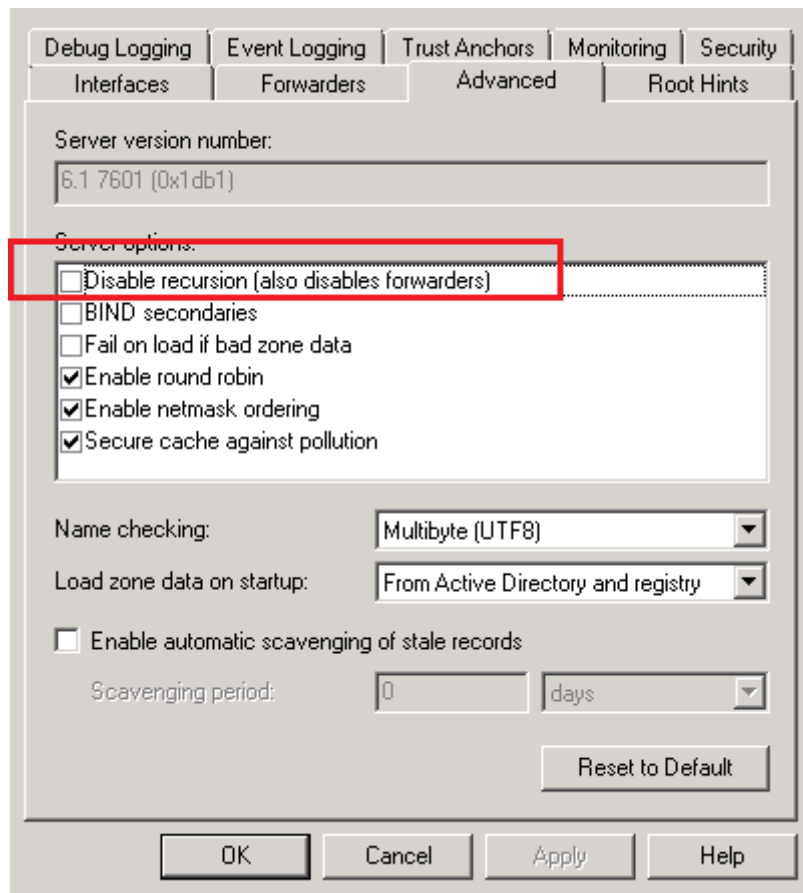 Debug Logging Event Logging Trust Anchors Monitoring Security
Interfaces Forwarders Advanced Root Hints
Server version number:
6.1 7601 (0x1db1)
Server options:
Disable recursion (also disables forwarders)
BIND secondaries
Fail on load if bad zone data
Enable round robin
Enable netmask ordering
Secure cache against pollution
Name checking: Multibyte (UTF8)
Load zone data on startup: From Active Directory and registry
Enable automatic scavenging of stale records
Scavenging period: 0 days
Reset to Default
OK Cancel Apply Help